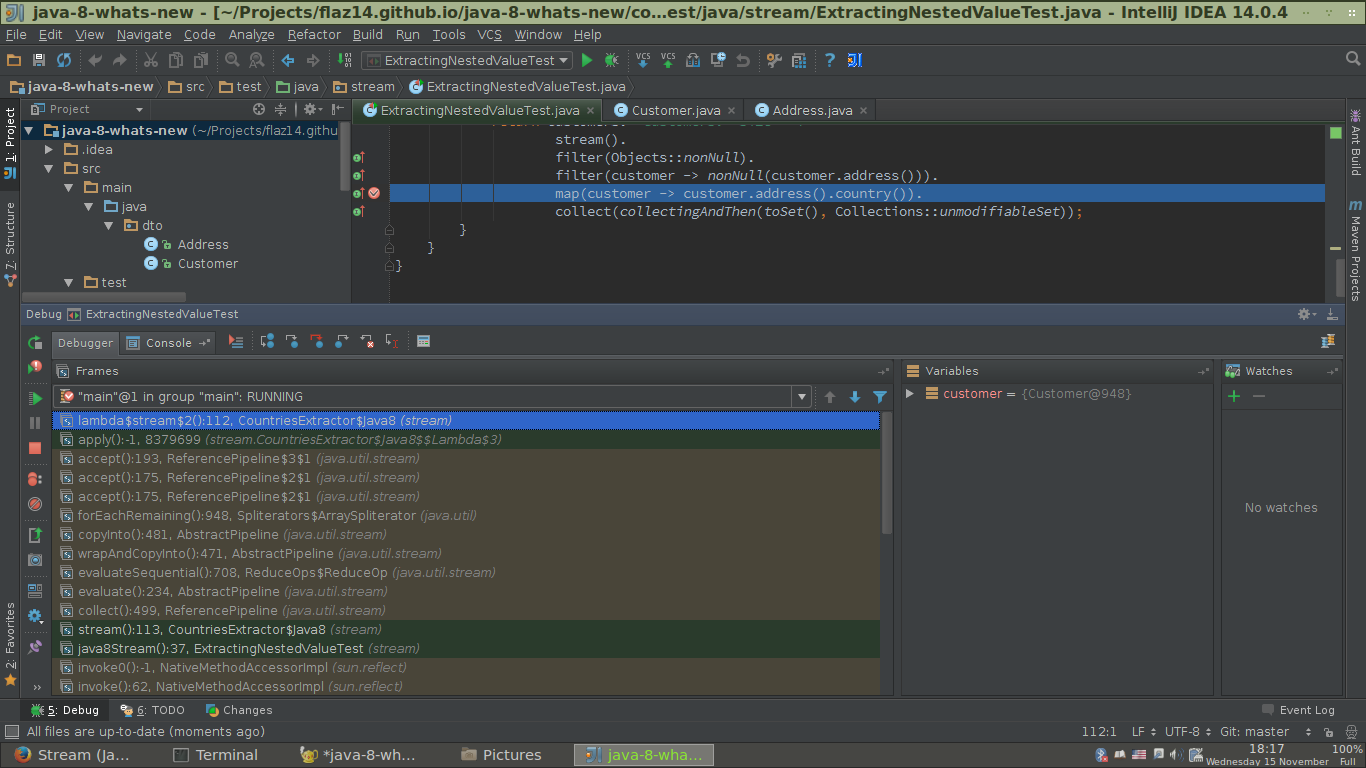 java-8-whats-new - [~/Projects/flaz14.github.io/java-8-whats-new/co...est/java/stream/ExtractingNestedValueTest.java - IntelliJ IDEA 14.0.4
File Edit View Navigate Code Analyze Refactor Build Run Tools VCS Window Help
ExtractingNestedValueTest VCS VCS ?
java-8-whats-new src test java stream ExtractingNestedValueTest.java
1: Project
7: Structure
2: Favorites
Project
java-8-whats-new (~/Projects/flaz14.githu
.idea
src
main
java
dto
Address
Customer
test
ExtractingNestedValueTest.java × Customer.java × Address.java ×
stream().
filter(Objects::nonNull).
filter(customer -> nonNull(customer.address())).
map(customer -> customer.address().country()).
collect(collectingAndThen(toSet(), Collections::unmodifiableSet));
}
}
}
Ant Build
Maven Projects
Debug ExtractingNestedValueTest
Debugger Console
Frames
"main"@1 in group "main": RUNNING
lambda$stream$2():112, CountriesExtractor$Java8 (stream)
apply():-1, 8379699 (stream.CountriesExtractor$Java8$$Lambda$3)
accept():193, ReferencePipeline$3$1 (java.util.stream)
accept():175, ReferencePipeline$2$1 (java.util.stream)
accept():175, ReferencePipeline$2$1 (java.util.stream)
forEachRemaining():948, Spliterators$ArraySpliterator (java.util)
copyInto():481, AbstractPipeline (java.util.stream)
wrapAndCopyInto():471, AbstractPipeline (java.util.stream)
evaluateSequential():708, ReduceOps$ReduceOp (java.util.stream)
evaluate():234, AbstractPipeline (java.util.stream)
collect():499, ReferencePipeline (java.util.stream)
stream():113, CountriesExtractor$Java8 (stream)
java8Stream():37, ExtractingNestedValueTest (stream)
invoke0():-1, NativeMethodAccessorImpl (sun.reflect)
invoke():62, NativeMethodAccessorImpl (sun.reflect)
Variables
customer = {Customer@948}
Watches
No watches
5: Debug 6: TODO Changes Event Log
All files are up-to-date (moments ago) 112:1 LF UTF-8 Git: master
Stream (Ja... Terminal *java-8-wh... Pictures java-8-wha...
18:17
Wednesday 15 November
100%
Full